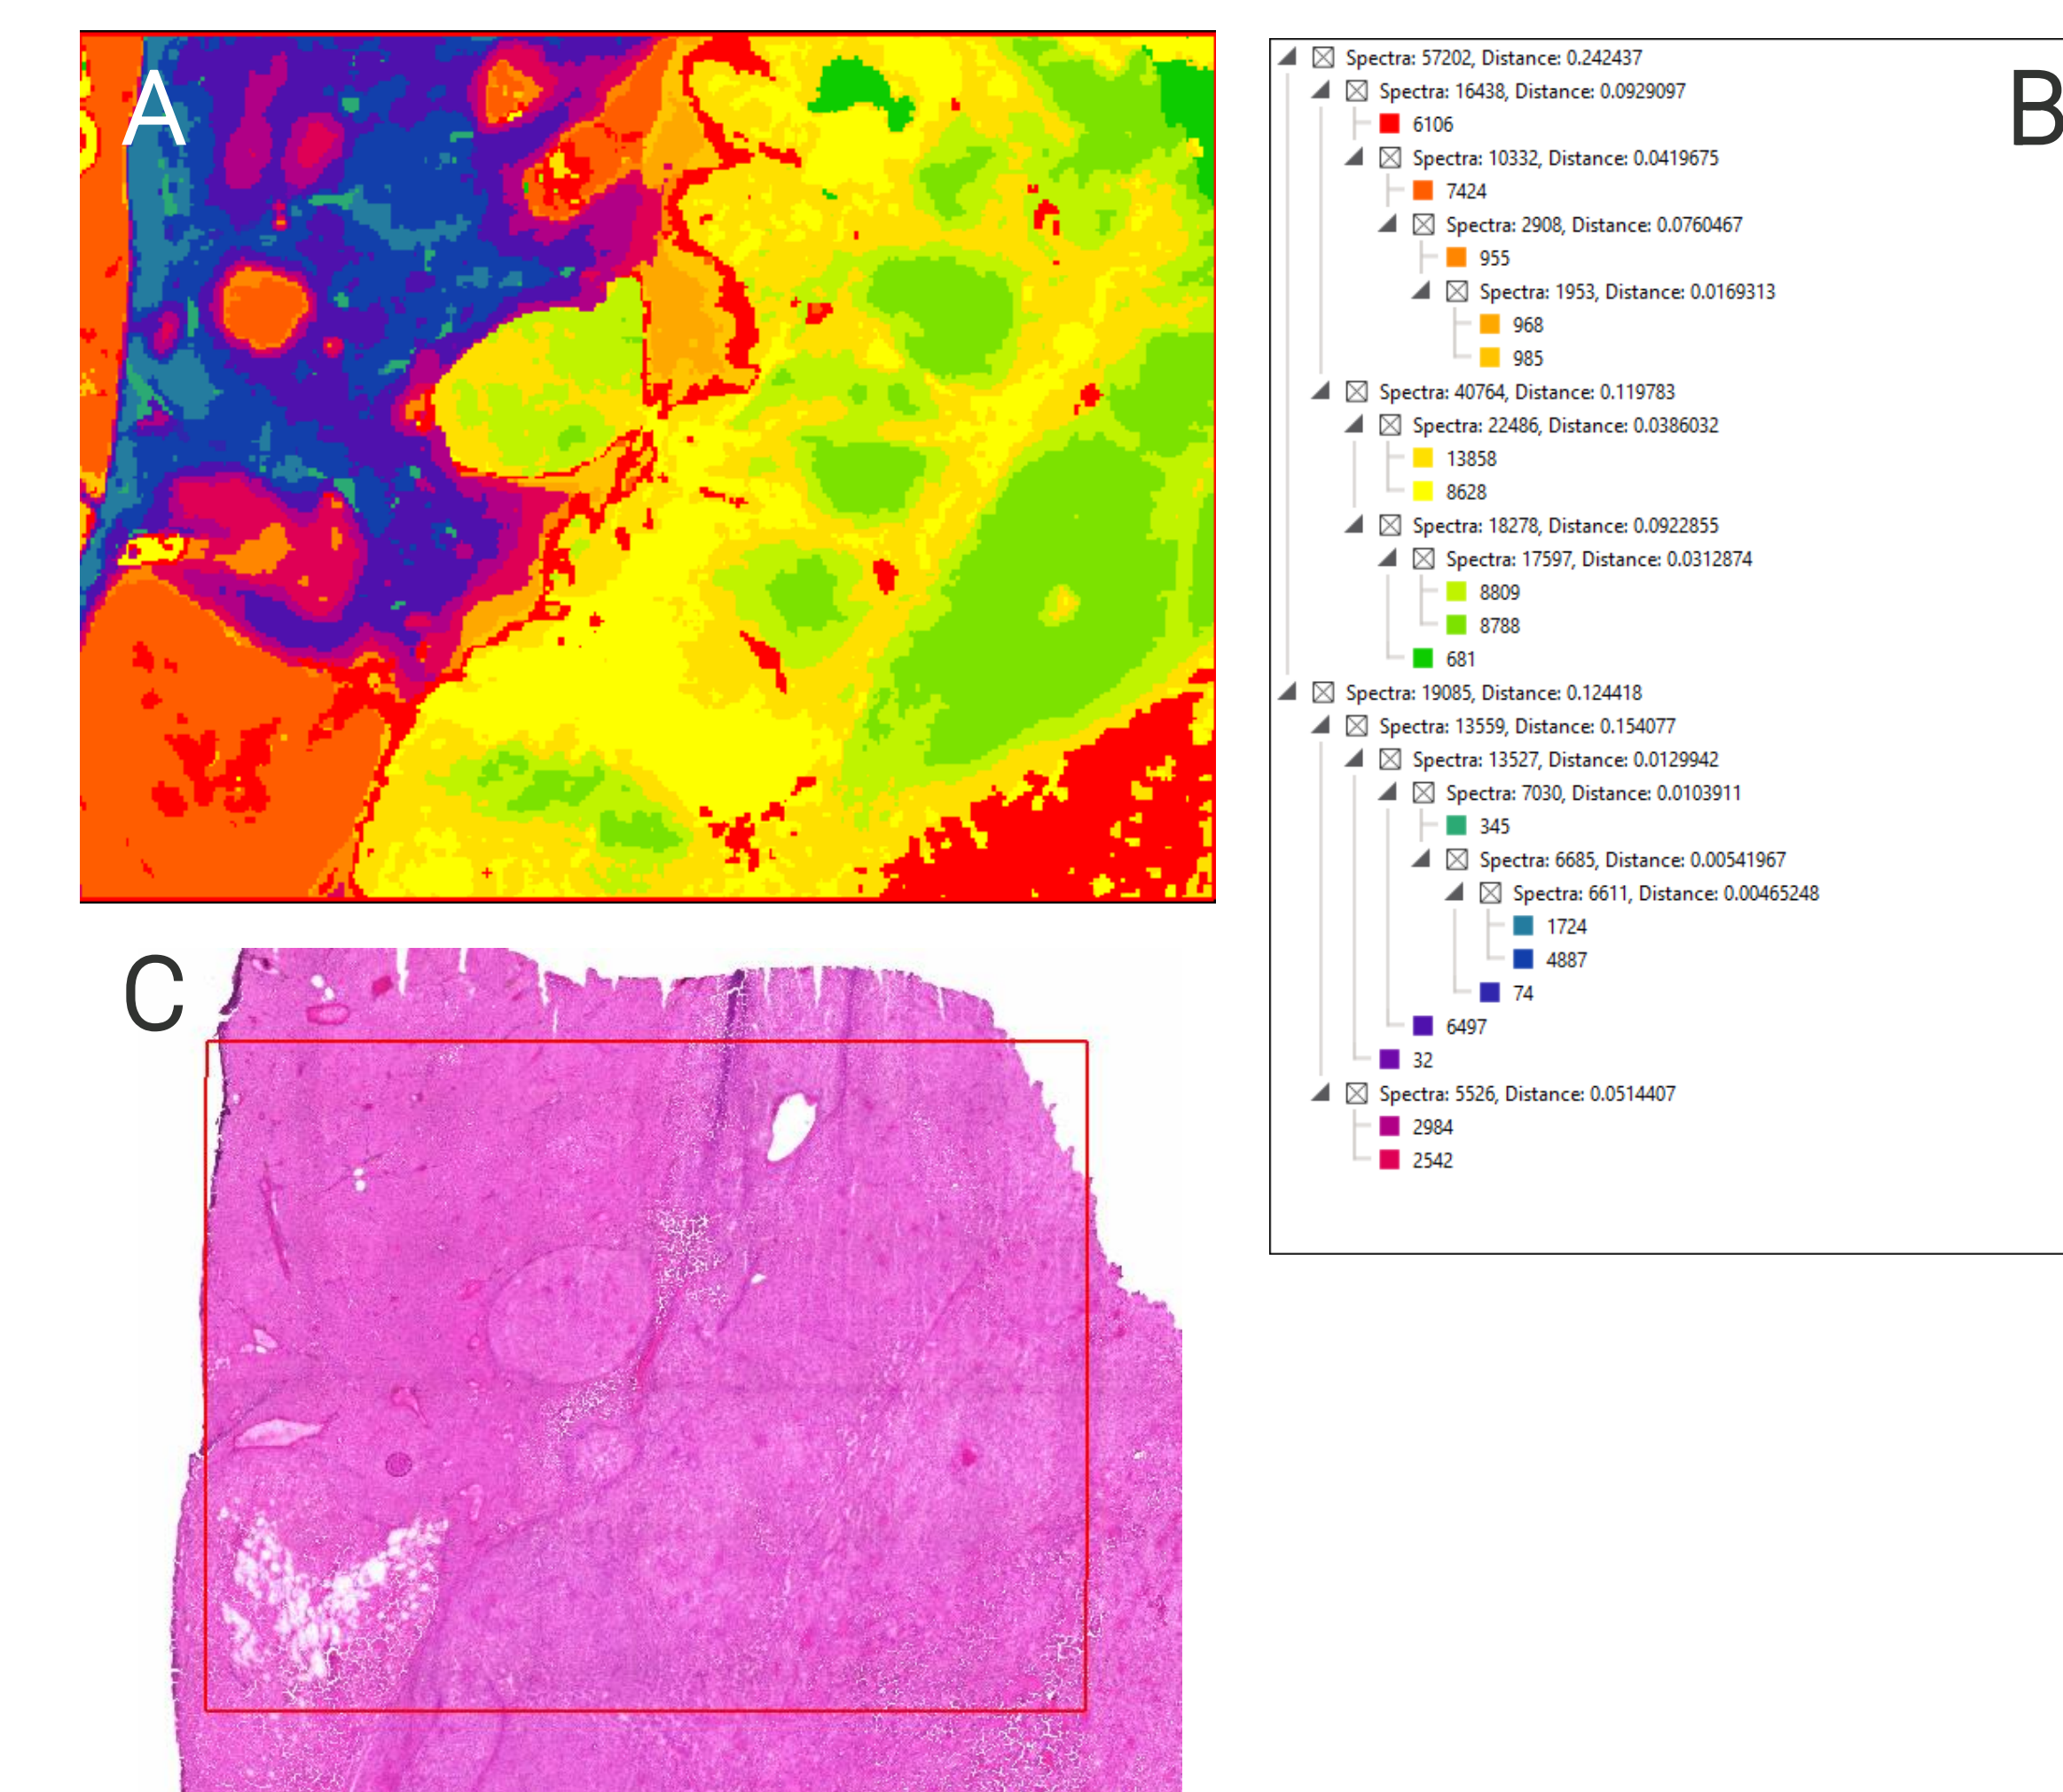 A
B
Spectra: 57202, Distance: 0.242437
Spectra: 16438, Distance: 0.0929097
6106
Spectra: 10332, Distance: 0.0419675
7424
Spectra: 2908, Distance: 0.0760467
955
Spectra: 1953, Distance: 0.0169313
968
985
Spectra: 40764, Distance: 0.119783
Spectra: 22486, Distance: 0.0386032
13858
8628
Spectra: 18278, Distance: 0.0922855
Spectra: 17597, Distance: 0.0312874
8809
8788
681
Spectra: 19085, Distance: 0.124418
Spectra: 13559, Distance: 0.154077
Spectra: 13527, Distance: 0.0129942
Spectra: 7030, Distance: 0.0103911
345
Spectra: 6685, Distance: 0.00541967
Spectra: 6611, Distance: 0.00465248
1724
4887
74
6497
32
Spectra: 5526, Distance: 0.0514407
2984
2542
C